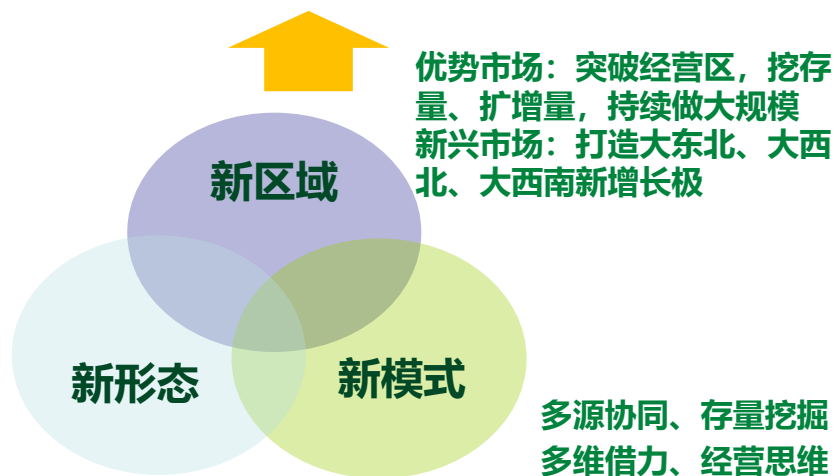 优势市场：突破经营区，挖存
量、扩增量，持续做大规模
新兴市场：打造大东北、大西
北、大西南新增长极
新区域
新形态
新模式
多源协同、存量挖掘
多维借力、经营思维